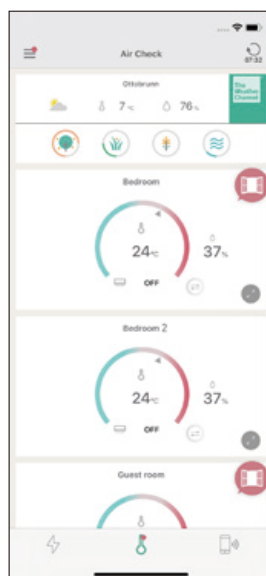 Air Check
07:32
Ottobrunn
7 °C
76 %
The
Weather
Channel
Bedroom
24 °C
37 %
OFF
Bedroom 2
24 °C
37 %
OFF
Guest room